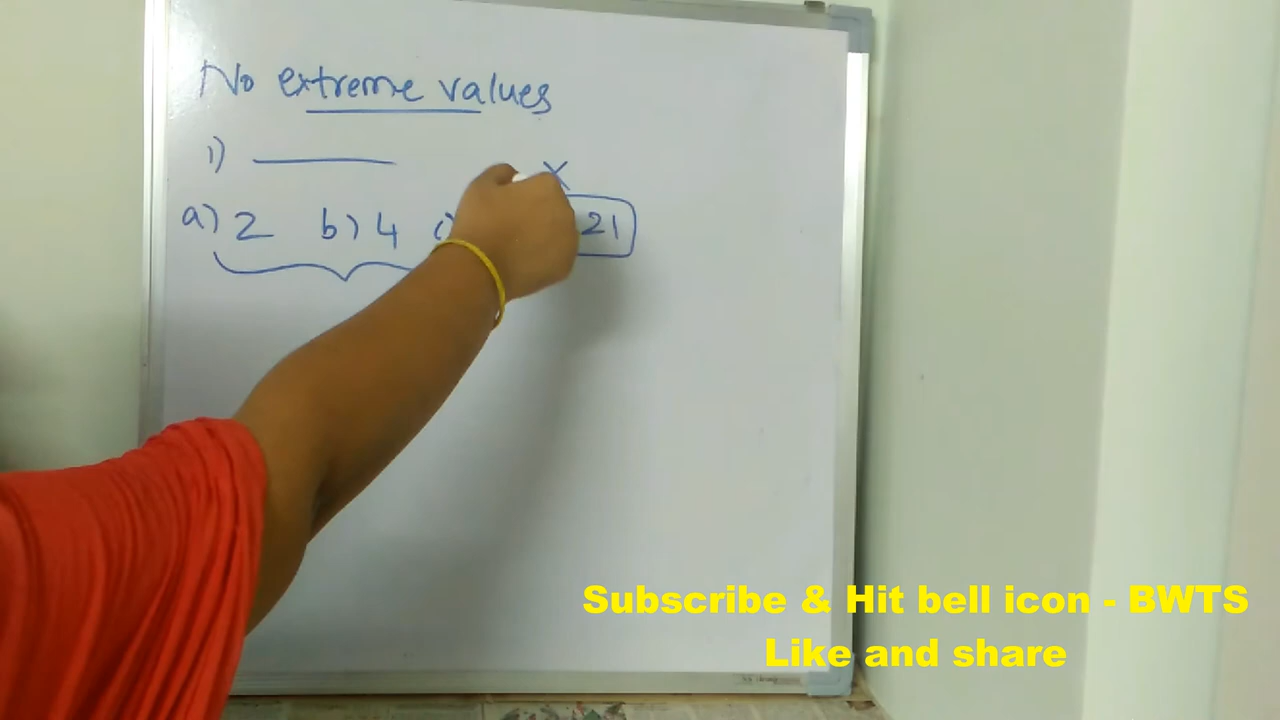 No extreme values
1)
a) 2 b) 4 c) 21
x
Subscribe & Hit bell icon - BWTS
Like and share